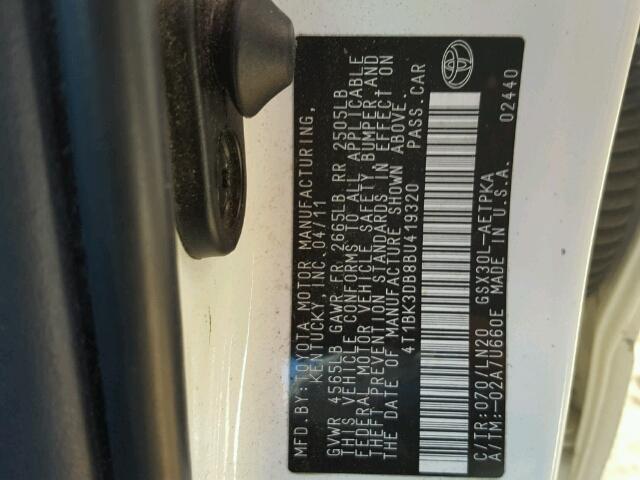 MFD. BY: TOYOTA MOTOR MANUFACTURING,
KENTUCKY, INC. 04/11
GVWR 4565LB GAWR FR 2665LB RR 2505LB
THIS VEHICLE CONFORMS TO ALL APPLICABLE
FEDERAL MOTOR VEHICLE SAFETY, BUMPER, AND
THEFT PREVENTION STANDARDS IN EFFECT ON
THE DATE OF MANUFACTURE SHOWN ABOVE.
4T1BK3DB8BU419320 PASS. CAR
02440
C/TR: 070/LN20 GSX30L-AETPKA
A/TM: -02A/U660E MADE IN U.S.A.